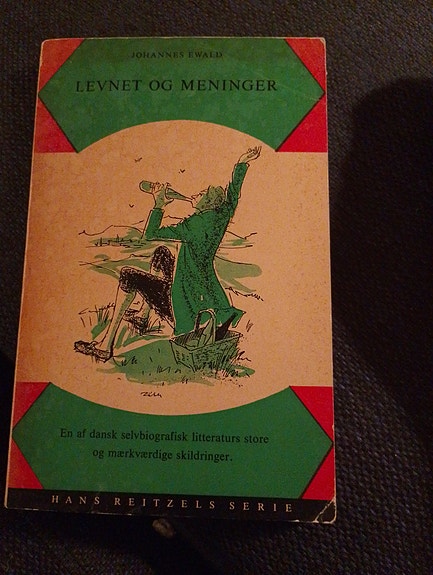 JOHANNES EWALD
LEVNET OG MENINGER
En af dansk selvbiografisk litteraturs store
og mærkværdige skildringer.
HANS REITZELS SERIE